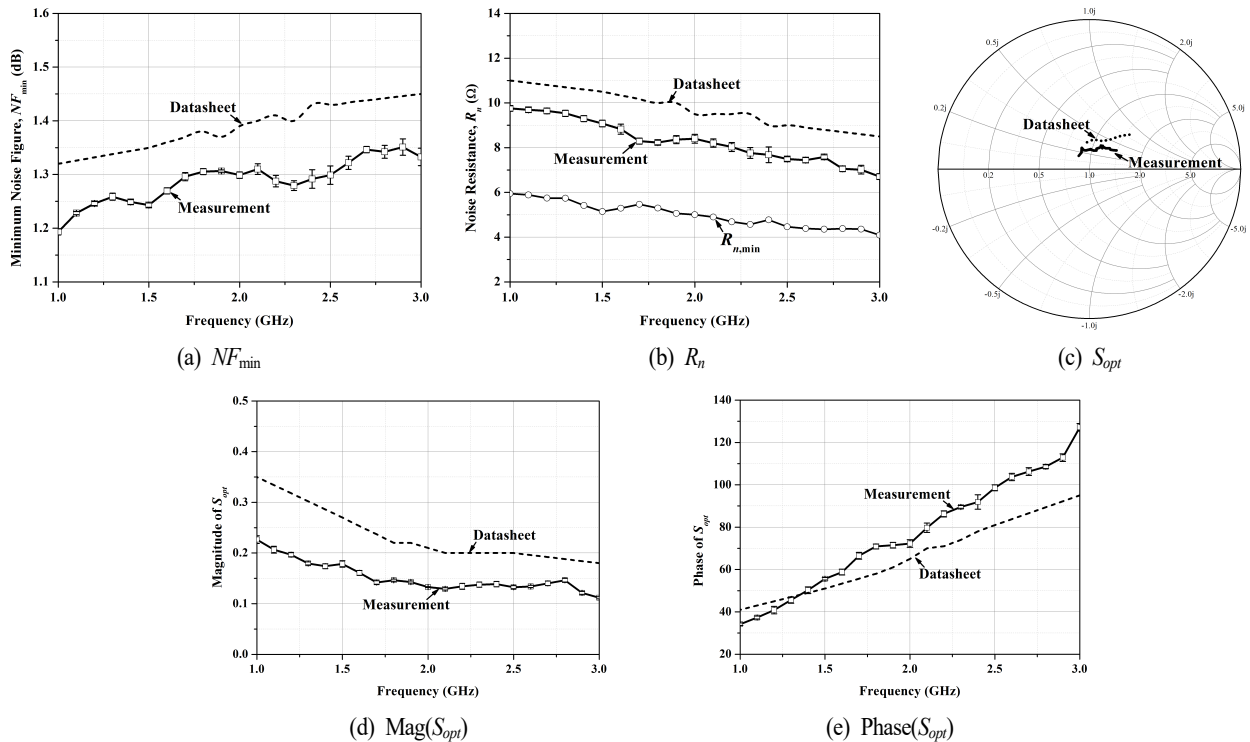 1.6
1.5
1.4
1.3
1.2
1.1
1.0 1.5 2.0 2.5 3.0
Minimum Noise Figure, NFmin (dB)
Frequency (GHz)
Datasheet
Measurement
(a) NFmin
14
12
10
8
6
4
2
1.0 1.5 2.0 2.5 3.0
Noise Resistance, Rn (Ω)
Frequency (GHz)
Datasheet
Measurement
Rn,min
(b) Rn
1.0j
0.5j 2.0j
0.2j 5.0j
Datasheet
Measurement
0.2 0.5 1.0 2.0 5.0
-0.2j -5.0j
-0.5j -2.0j
-1.0j
(c) Sopt
0.5
0.4
0.3
0.2
0.1
0.0
1.0 1.5 2.0 2.5 3.0
Magnitude of Sopt
Frequency (GHz)
Datasheet
Measurement
(d) Mag(Sopt)
140
120
100
80
60
40
20
1.0 1.5 2.0 2.5 3.0
Phase of Sopt
Frequency (GHz)
Measurement
Datasheet
(e) Phase(Sopt)